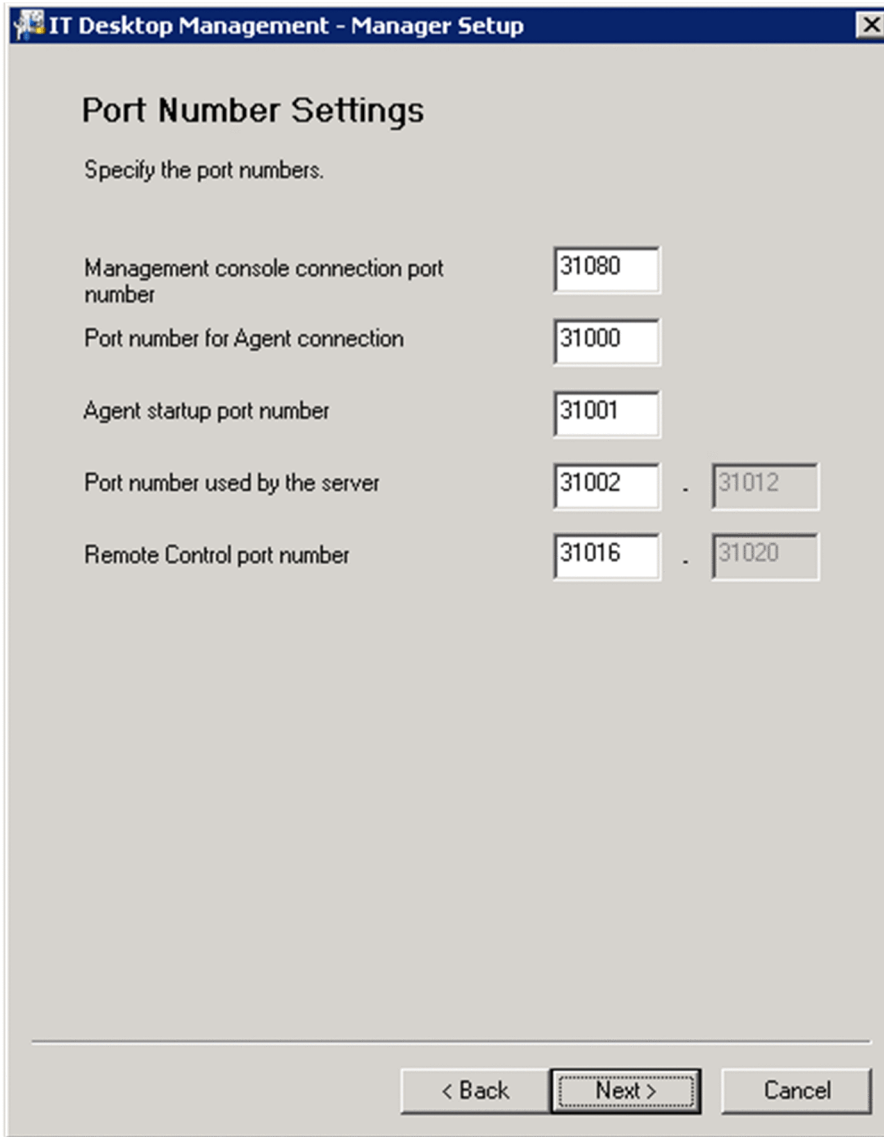 IT Desktop Management - Manager Setup
Port Number Settings
Specify the port numbers.
Management console connection port
number
31080
Port number for Agent connection
31000
Agent startup port number
31001
Port number used by the server
31002 - 31012
Remote Control port number
31016 - 31020
< Back Next > Cancel